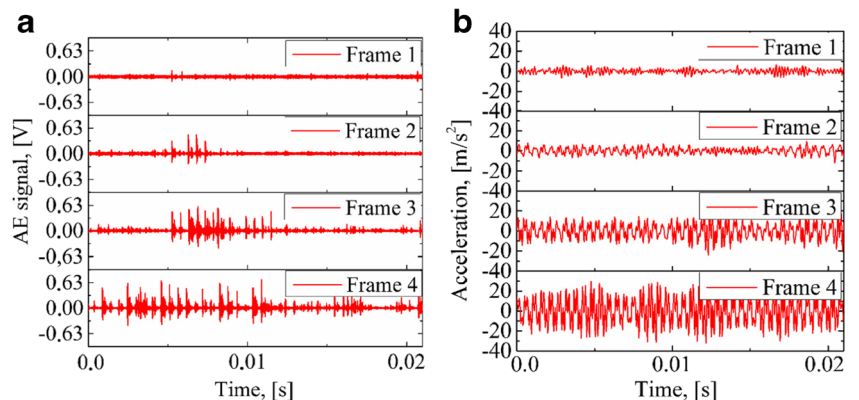 a
AE signal, [V]
0.63
0.00
-0.63
Frame 1
0.63
0.00
-0.63
Frame 2
0.63
0.00
-0.63
Frame 3
0.63
0.00
-0.63
Frame 4
0.0 0.01 0.02
Time, [s]
b
Acceleration, [m/s²]
40
20
0
-20
-40
Frame 1
20
0
-20
-40
Frame 2
20
0
-20
-40
Frame 3
20
0
-20
-40
Frame 4
0.0 0.01 0.02
Time, [s]